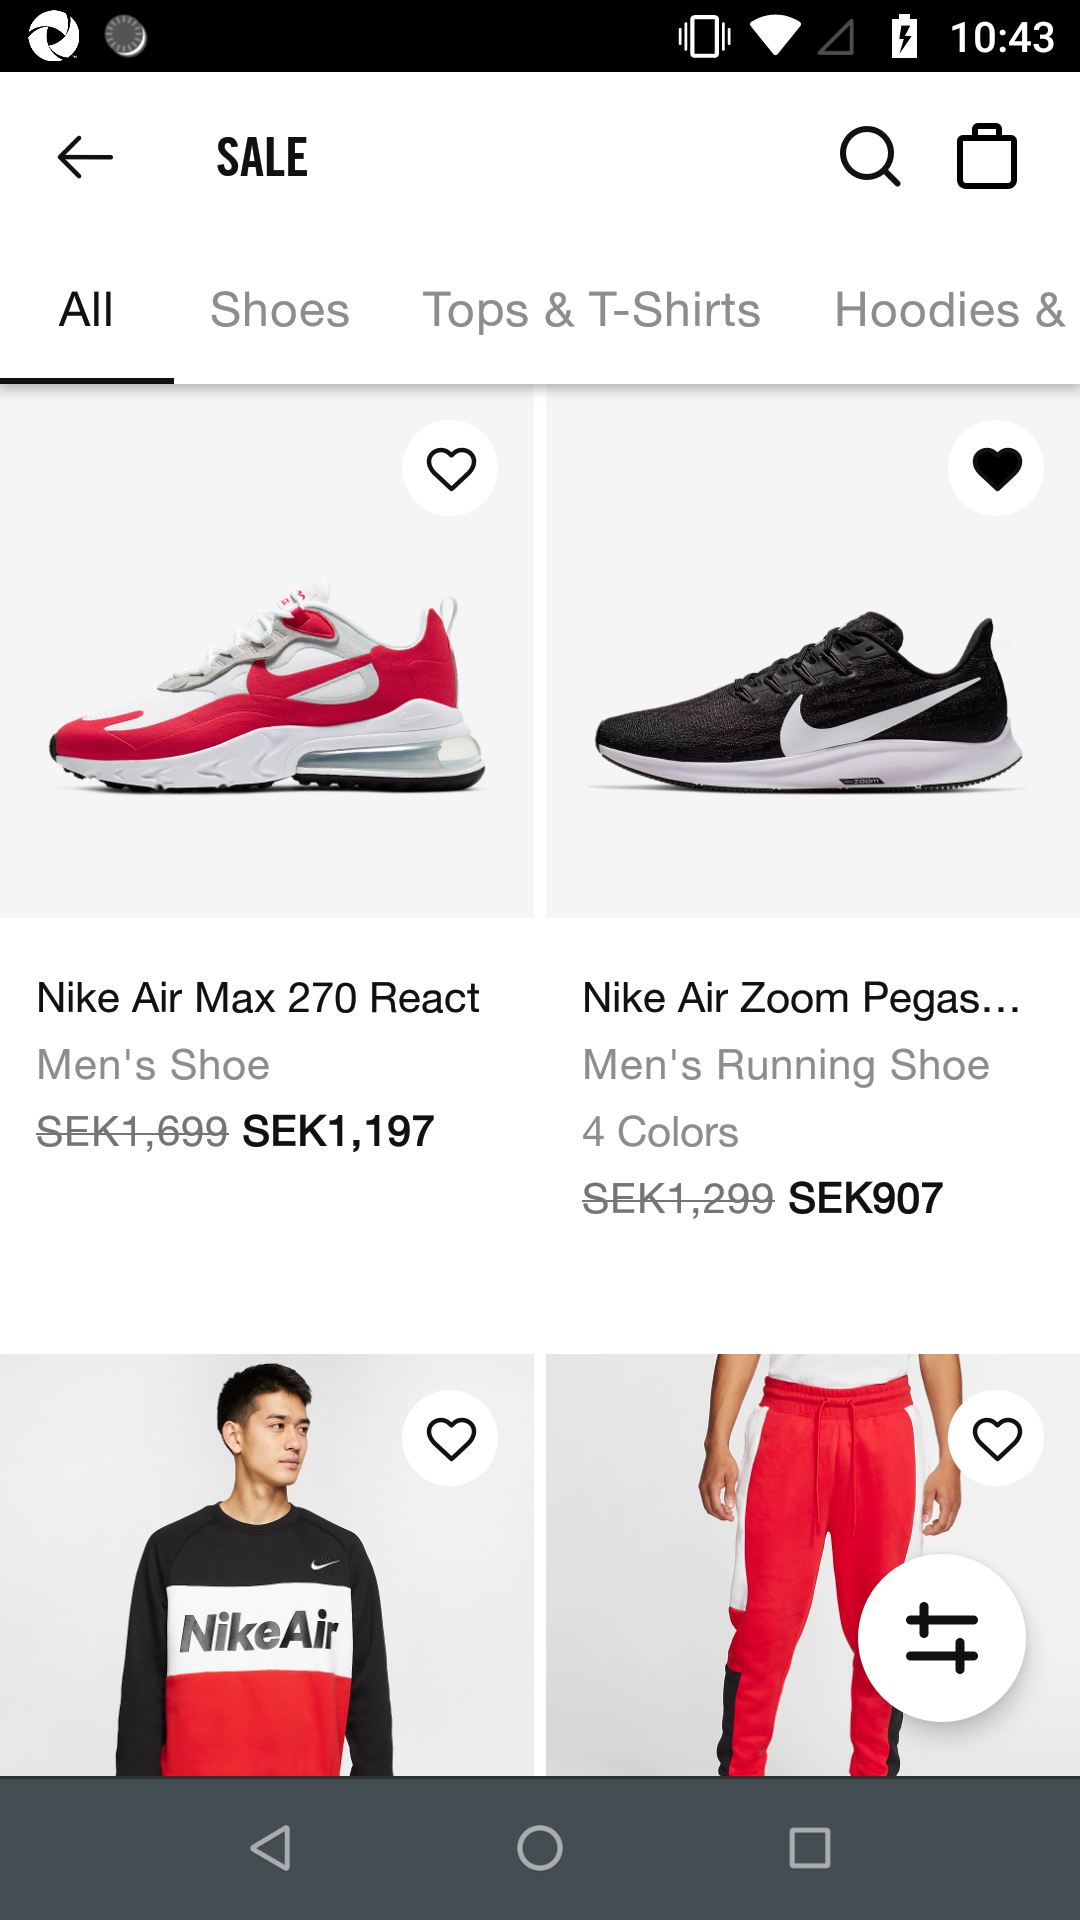 10:43
SALE
All Shoes Tops & T-Shirts Hoodies &
Nike Air Max 270 React
Men's Shoe
SEK1,699 SEK1,197
Nike Air Zoom Pegas...
Men's Running Shoe
4 Colors
SEK1,299 SEK907
NikeAir